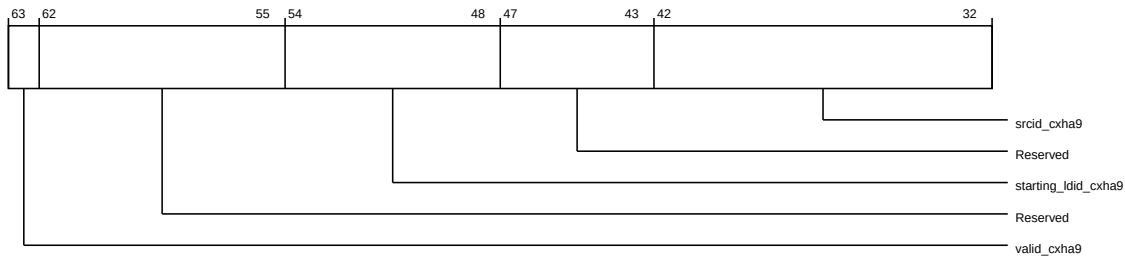 63 62 55 54 48 47 43 42 32
srcid_cxha9
Reserved
starting_ldid_cxha9
Reserved
valid_cxha9